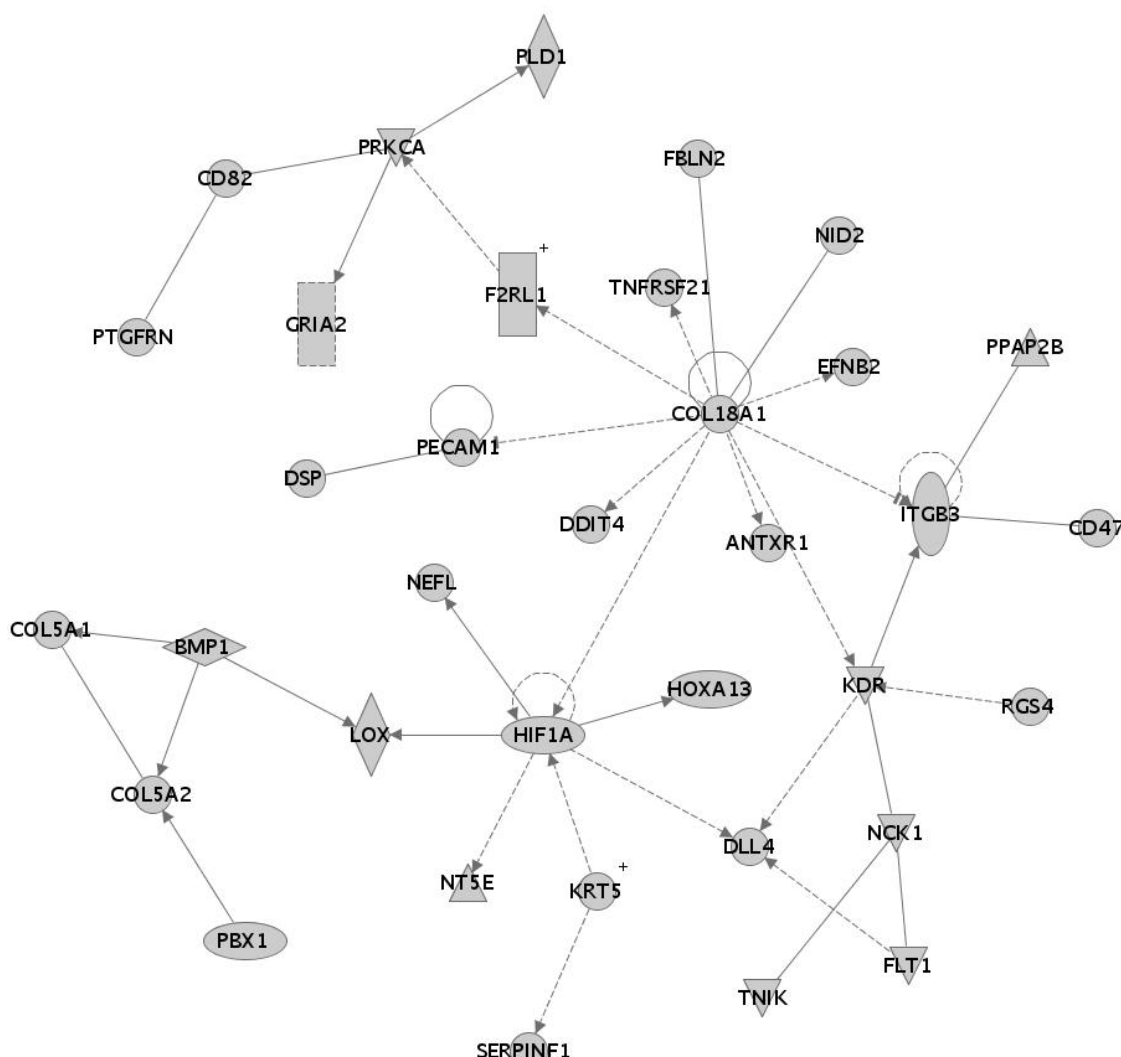 PLD1
PRKCA
CD82
FBLN2
NID2
+
F2RL1
TNFRSF21
GRIA2
PTGFRN
PPAP2B
EFNB2
COL18A1
PECAM1
DSP
ITGB3
DDIT4
ANTXR1
CD47
NEFL
COL5A1
BMP1
HOXA13
KDR
RGS4
LOX
HIF1A
COL5A2
DLL4
NCK1
+
NT5E
KRT5
PBX1
FLT1
TNIK
SERPINF1